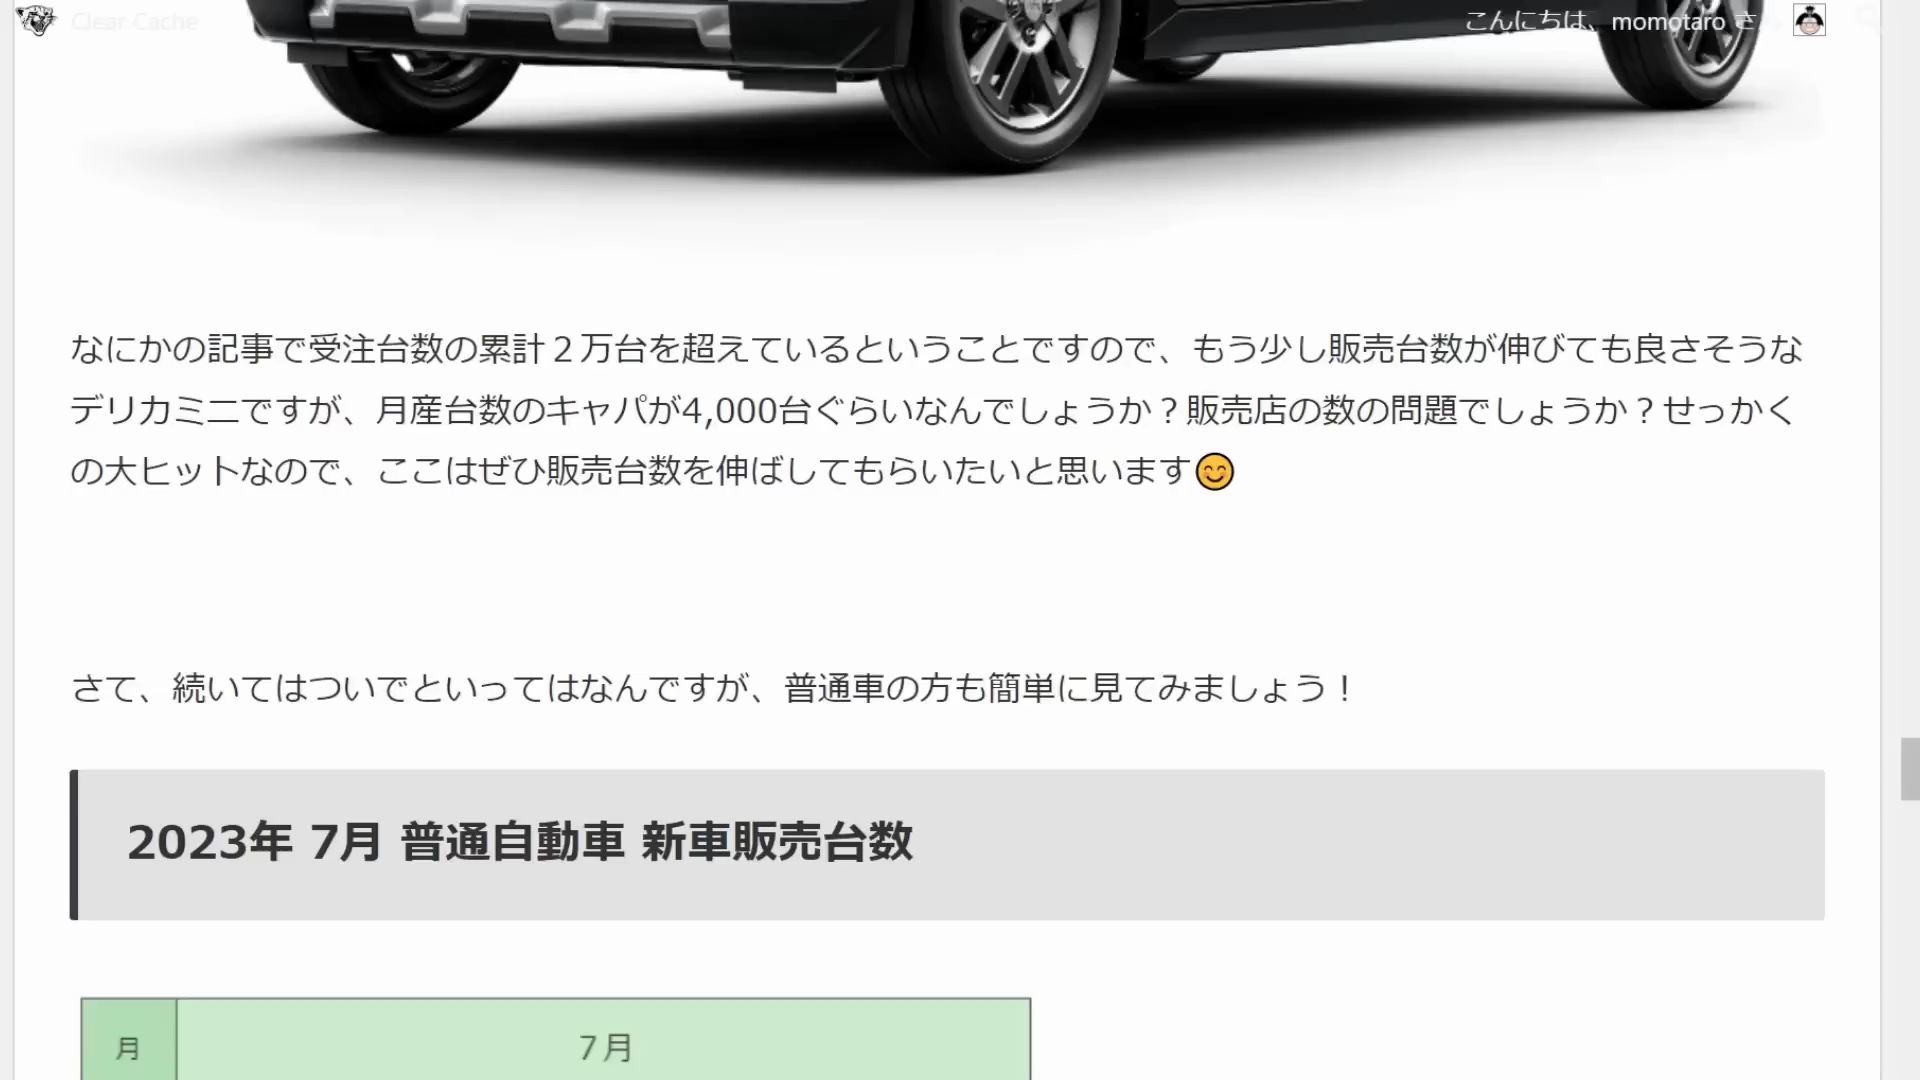 Clear Cache
こんにちは、momotaro さ
なにかの記事で受注台数の累計２万台を超えているということですので、もう少し販売台数が伸びても良さそうな
デリカミニですが、月産台数のキャパが4,000台ぐらいなんでしょうか？販売店の数の問題でしょうか？せっかく
の大ヒットなので、ここはぜひ販売台数を伸ばしてもらいたいと思います😊
さて、続いてはついでといってはなんですが、普通車の方も簡単に見てみましょう！
2023年 7月 普通自動車 新車販売台数
月
７月